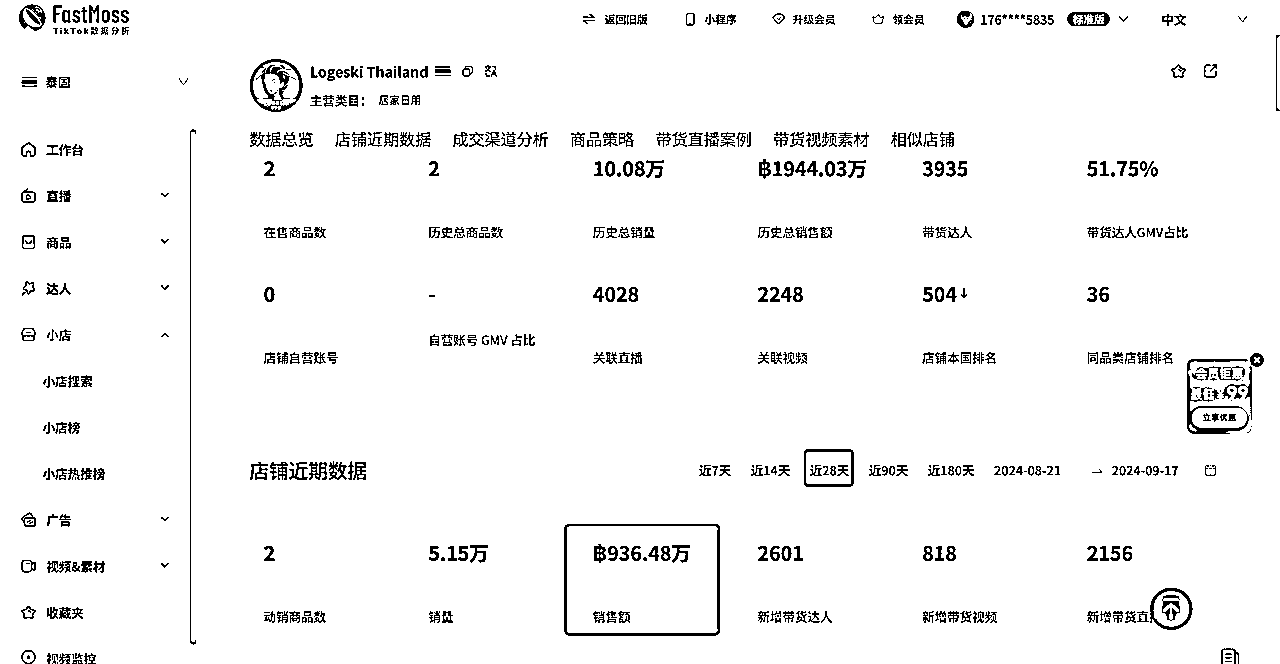 FastMoss
TikTok数据分析
返回旧版 小程序 升级会员 领会员 176****5835 标准版 中文
泰国
Logeski Thailand
主营类目： 居家日用
数据总览 店铺近期数据 成交渠道分析 商品策略 带货直播案例 带货视频素材 相似店铺
工作台
直播
商品
达人
小店
小店搜索
小店榜
小店热推榜
广告
视频&素材
收藏夹
视频监控
2 2 10.08万 ฿1944.03万 3935 51.75%
在售商品数 历史总商品数 历史总销量 历史总销售额 带货达人 带货达人GMV占比
0 - 4028 2248 504↓ 36
店铺自营账号 自营账号 GMV 占比 关联直播 关联视频 店铺本国排名 同品类店铺排名
会员钜惠
99
立享优惠
店铺近期数据
近7天 近14天 近28天 近90天 近180天 2024-08-21 → 2024-09-17
2 5.15万 ฿936.48万 2601 818 2156
动销商品数 销量 销售额 新增带货达人 新增带货视频 新增带货直